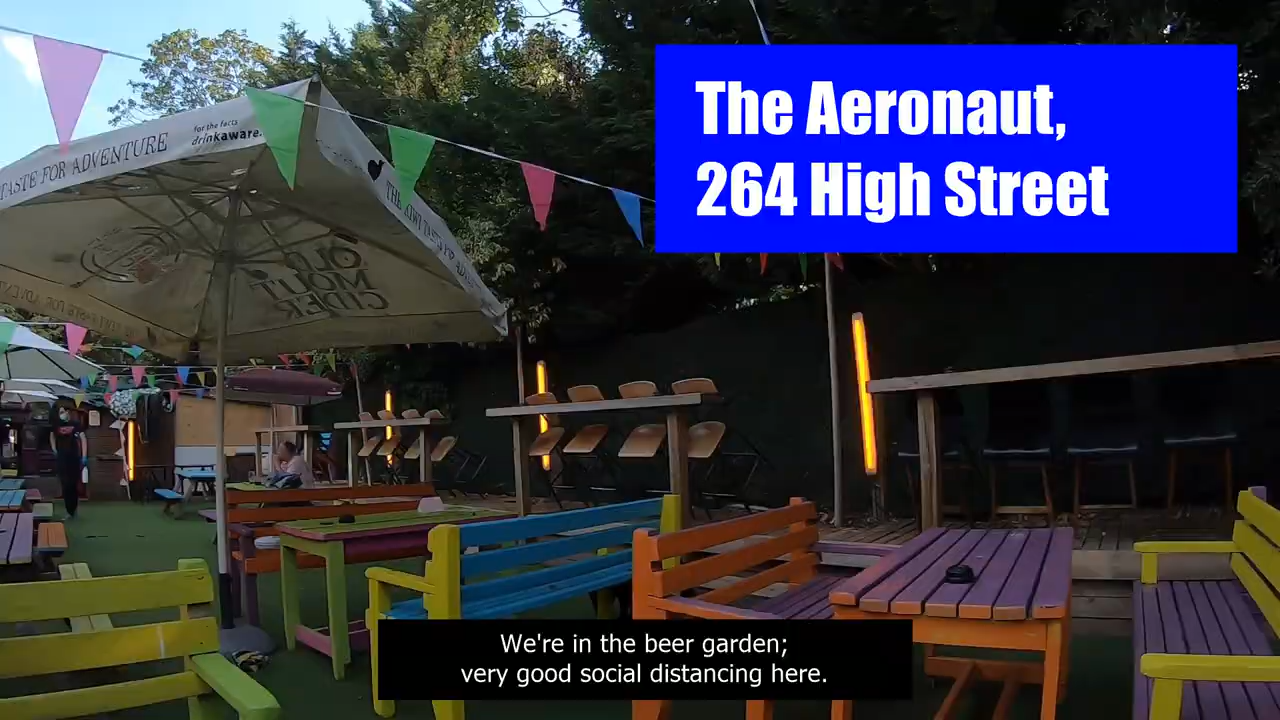 The Aeronaut,
264 High Street
TASTE FOR ADVENTURE
for the facts
drinkaware.
OLD
MOUT
CIDER
We're in the beer garden;
very good social distancing here.